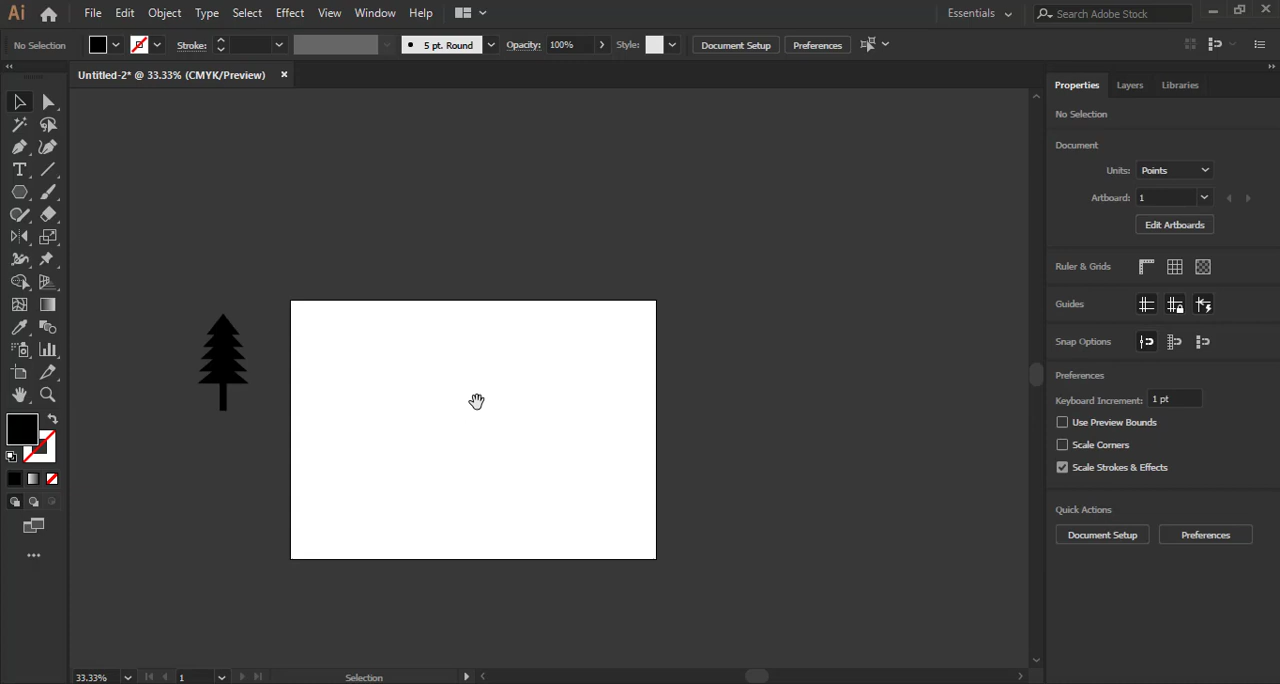 Ai File Edit Object Type Select Effect View Window Help Essentials Search Adobe Stock
No Selection Stroke: 5 pt. Round Opacity: 100% Style: Document Setup Preferences
Untitled-2* @ 33.33% (CMYK/Preview)
Properties Layers Libraries
No Selection
Document
Units: Points
Artboard: 1
Edit Artboards
Ruler & Grids
Guides
Snap Options
Preferences
Keyboard Increment: 1 pt
Use Preview Bounds
Scale Corners
Scale Strokes & Effects
Quick Actions
Document Setup Preferences
33.33% 1 Selection